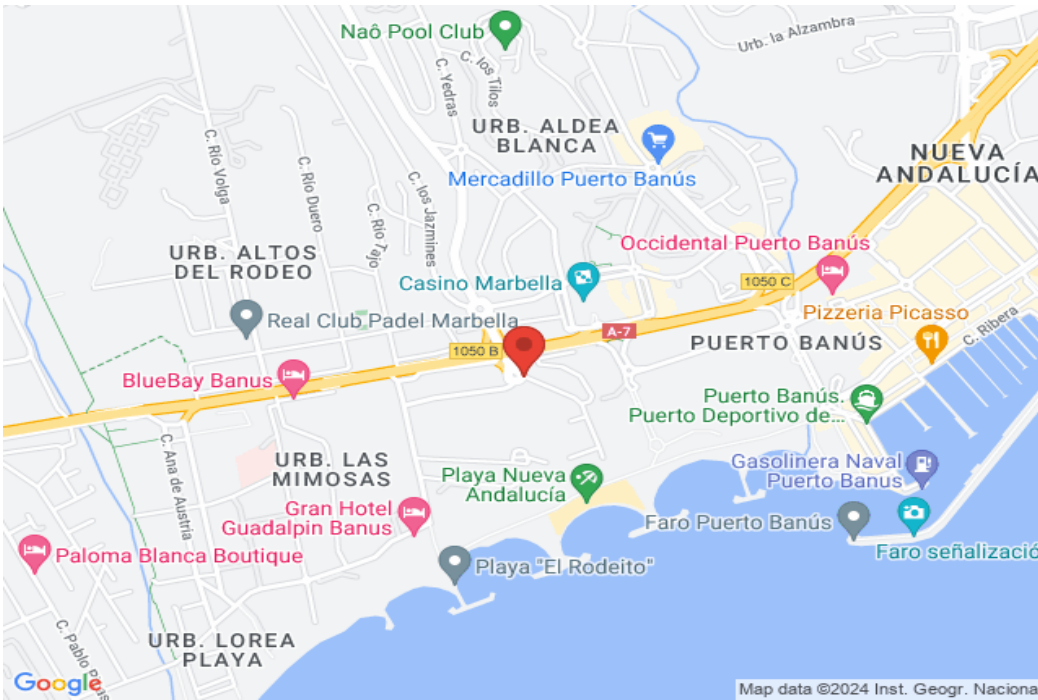 Naô Pool Club
Urb. la Alzambra
C. Yedras
C. los Tilos
URB. ALDEA
BLANCA
Mercadillo Puerto Banús
NUEVA
ANDALUCÍA
C. Río Volga
C. Río Duero
C. Río Tajo
C. los Jazmines
URB. ALTOS
DEL RODEO
Occidental Puerto Banús
1050 C
Casino Marbella
Real Club Padel Marbella
Pizzeria Picasso
C. Ribera
A-7
1050 B
PUERTO BANÚS
BlueBay Banus
Puerto Banús.
Puerto Deportivo de...
C. Ana de Austria
URB. LAS
MIMOSAS
Playa Nueva
Andalucía
Gasolinera Naval
Puerto Banus
Gran Hotel
Guadalpin Banus
Faro Puerto Banús
Faro señalizació
Paloma Blanca Boutique
Playa "El Rodeito"
C. Pablo
URB. LOREA
PLAYA
Google
Map data ©2024 Inst. Geogr. Naciona